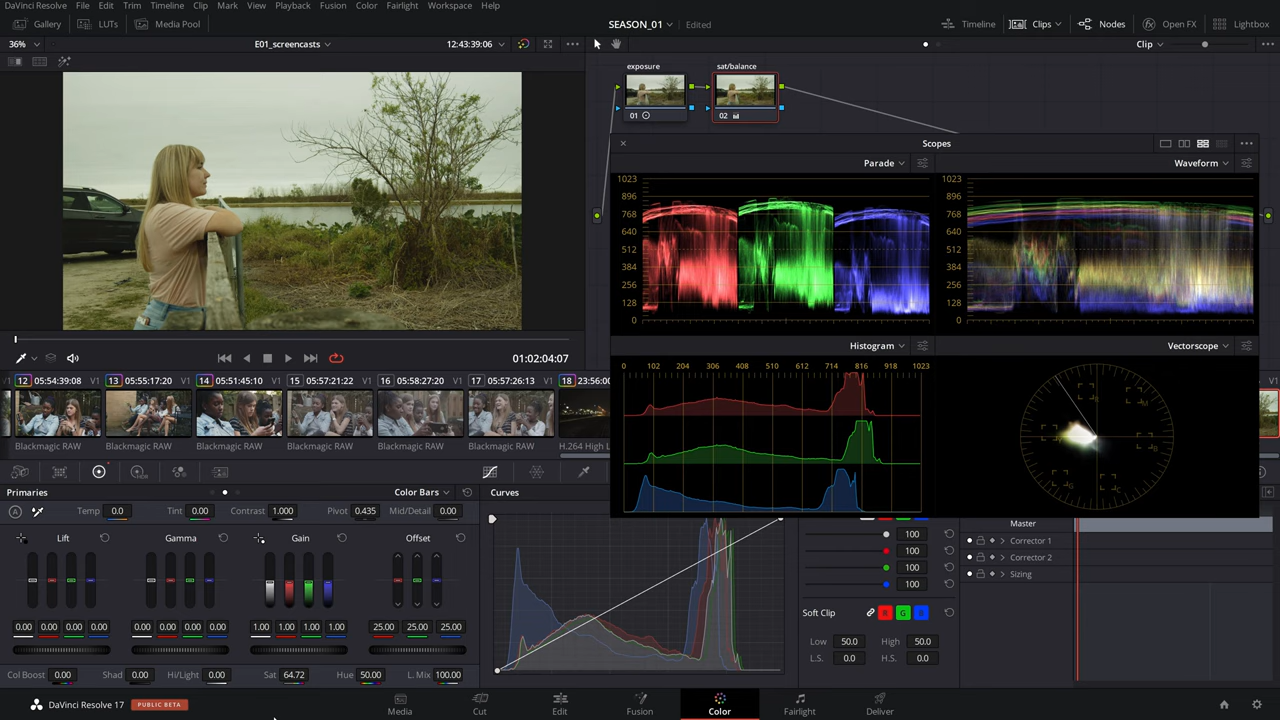 DaVinci Resolve File Edit Trim Timeline Clip Mark View Playback Fusion Color Fairlight Workspace Help
Gallery LUTs Media Pool SEASON_01 Edited Timeline Clips Nodes Open FX Lightbox
36% E01_screencasts 12:43:39:06 Clip
exposure sat/balance
01 02
Scopes
Parade Waveform
1023 1023
896 896
768 768
640 640
512 512
384 384
256 256
128 128
0 0
01:02:04:07
Histogram Vectorscope
0 102 204 306 408 510 612 714 816 918 1023
12 05:54:39:08 V1 13 05:55:17:20 V1 14 05:51:45:10 V1 15 05:57:21:22 V1 16 05:58:27:20 V1 17 05:57:26:13 V1 18 23:56:00 V1
Blackmagic RAW Blackmagic RAW Blackmagic RAW Blackmagic RAW Blackmagic RAW Blackmagic RAW H.264 High L
Primaries Color Bars Curves
Temp 0.0 Tint 0.00 Contrast 1.000 Pivot 0.435 Mid/Detail 0.00
Lift Gamma Gain Offset
0.00 0.00 0.00 0.00 0.00 0.00 0.00 0.00 1.00 1.00 1.00 1.00 25.00 25.00 25.00
Col Boost 0.00 Shad 0.00 Hi/Light 0.00 Sat 64.72 Hue 50.00 L. Mix 100.00
100
100
100
100
Soft Clip R G
Low 50.0 High 50.0
L.S. 0.0 H.S. 0.0
Master
Corrector 1
Corrector 2
Sizing
DaVinci Resolve 17 PUBLIC BETA Media Cut Edit Fusion Color Fairlight Deliver